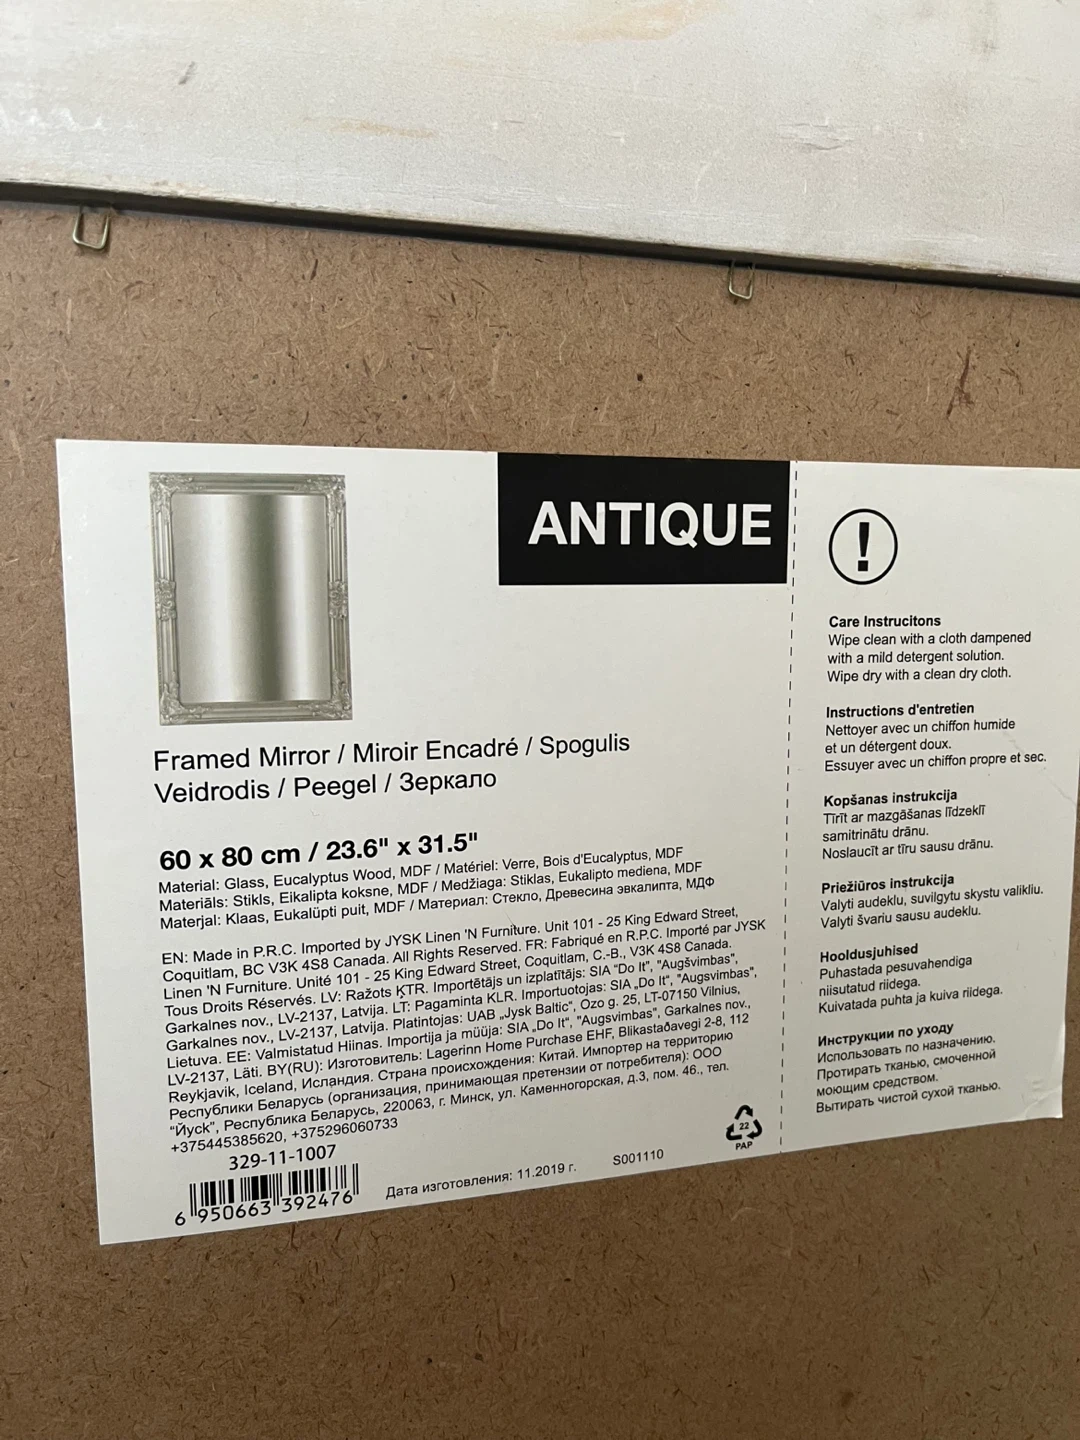 ANTIQUE
Framed Mirror / Miroir Encadré / Spogulis
Veidrodis / Peegel / Зеркало
60 x 80 cm / 23.6" x 31.5"
Material: Glass, Eucalyptus Wood, MDF / Matériel: Verre, Bois d'Eucalyptus, MDF
Materiāls: Stikls, Eikalipta koksne, MDF / Medžiaga: Stiklas, Eukalipto mediena, MDF
Materjal: Klaas, Eukalüpti puit, MDF / Материал: Стекло, Древесина эвкалипта, МДФ
EN: Made in P.R.C. Imported by JYSK Linen 'N Furniture. Unit 101 - 25 King Edward Street,
Coquitlam, BC V3K 4S8 Canada. All Rights Reserved. FR: Fabriqué en R.P.C. Importé par JYSK
Linen 'N Furniture. Unité 101 - 25 King Edward Street, Coquitlam, C.-B., V3K 4S8 Canada.
Tous Droits Réservés. LV: Ražots ĶTR. Importētājs un izplatītājs: SIA "Do It", "Augšvimbas",
Garkalnes nov., LV-2137, Latvija. LT: Pagaminta KLR. Importuotojas: SIA „Do It", "Augsvimbas",
Garkalnes nov., LV-2137, Latvija. Platintojas: UAB „Jysk Baltic", Ozo g. 25, LT-07150 Vilnius,
Lietuva. EE: Valmistatud Hiinas. Importija ja müüja: SIA „Do It", "Augsvimbas", Garkalnes nov.,
LV-2137, Läti. BY(RU): Изготовитель: Lagerinn Home Purchase EHF, Blikastaðavegi 2-8, 112
Reykjavik, Iceland, Исландия. Страна происхождения: Китай. Импортер на территорию
Республики Беларусь (организация, принимающая претензии от потребителя): ООО
"Йуск", Республика Беларусь, 220063, г. Минск, ул. Каменногорская, д.3, пом. 46., тел.
+375445385620, +375296060733
329-11-1007
6 950663 392476
Дата изготовления: 11.2019 г.
S001110
22
PAP
!
Care Instrucitons
Wipe clean with a cloth dampened
with a mild detergent solution.
Wipe dry with a clean dry cloth.
Instructions d'entretien
Nettoyer avec un chiffon humide
et un détergent doux.
Essuyer avec un chiffon propre et sec.
Kopšanas instrukcija
Tīrīt ar mazgāšanas līdzeklī
samitrinātu drānu.
Noslaucīt ar tīru sausu drānu.
Priežiūros instrukcija
Valyti audeklu, suvilgytu skystu valikliu.
Valyti švariu sausu audeklu.
Hooldusjuhised
Puhastada pesuvahendiga
niisutatud riidega.
Kuivatada puhta ja kuiva riidega.
Инструкции по уходу
Использовать по назначению.
Протирать тканью, смоченной
моющим средством.
Вытирать чистой сухой тканью.